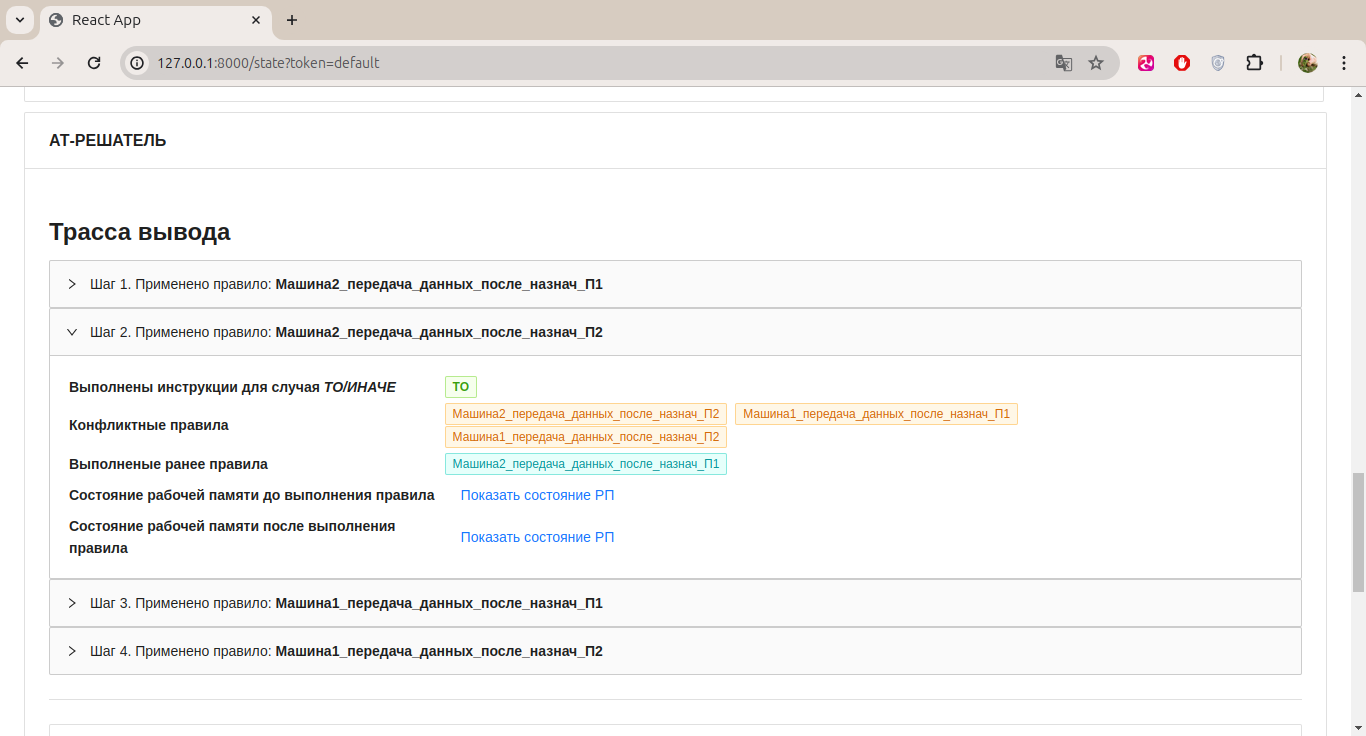 React App
127.0.0.1:8000/state?token=default
АТ-РЕШАТЕЛЬ
Трасса вывода
Шаг 1. Применено правило: Машина2_передача_данных_после_назнач_П1
Шаг 2. Применено правило: Машина2_передача_данных_после_назнач_П2
Выполнены инструкции для случая ТО/ИНАЧЕ ТО
Конфликтные правила Машина2_передача_данных_после_назнач_П2 Машина1_передача_данных_после_назнач_П1
Машина1_передача_данных_после_назнач_П2
Выполненые ранее правила Машина2_передача_данных_после_назнач_П1
Состояние рабочей памяти до выполнения правила Показать состояние РП
Состояние рабочей памяти после выполнения
правила Показать состояние РП
Шаг 3. Применено правило: Машина1_передача_данных_после_назнач_П1
Шаг 4. Применено правило: Машина1_передача_данных_после_назнач_П2